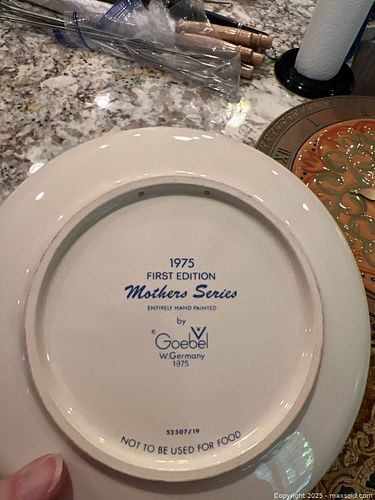 1975
FIRST EDITION
Mothers Series
ENTIRELY HAND PAINTED
by
© Goebel
W.Germany
1975
52507/19
NOT TO BE USED FOR FOOD
XII
Copyright 2025 - maxsold.com